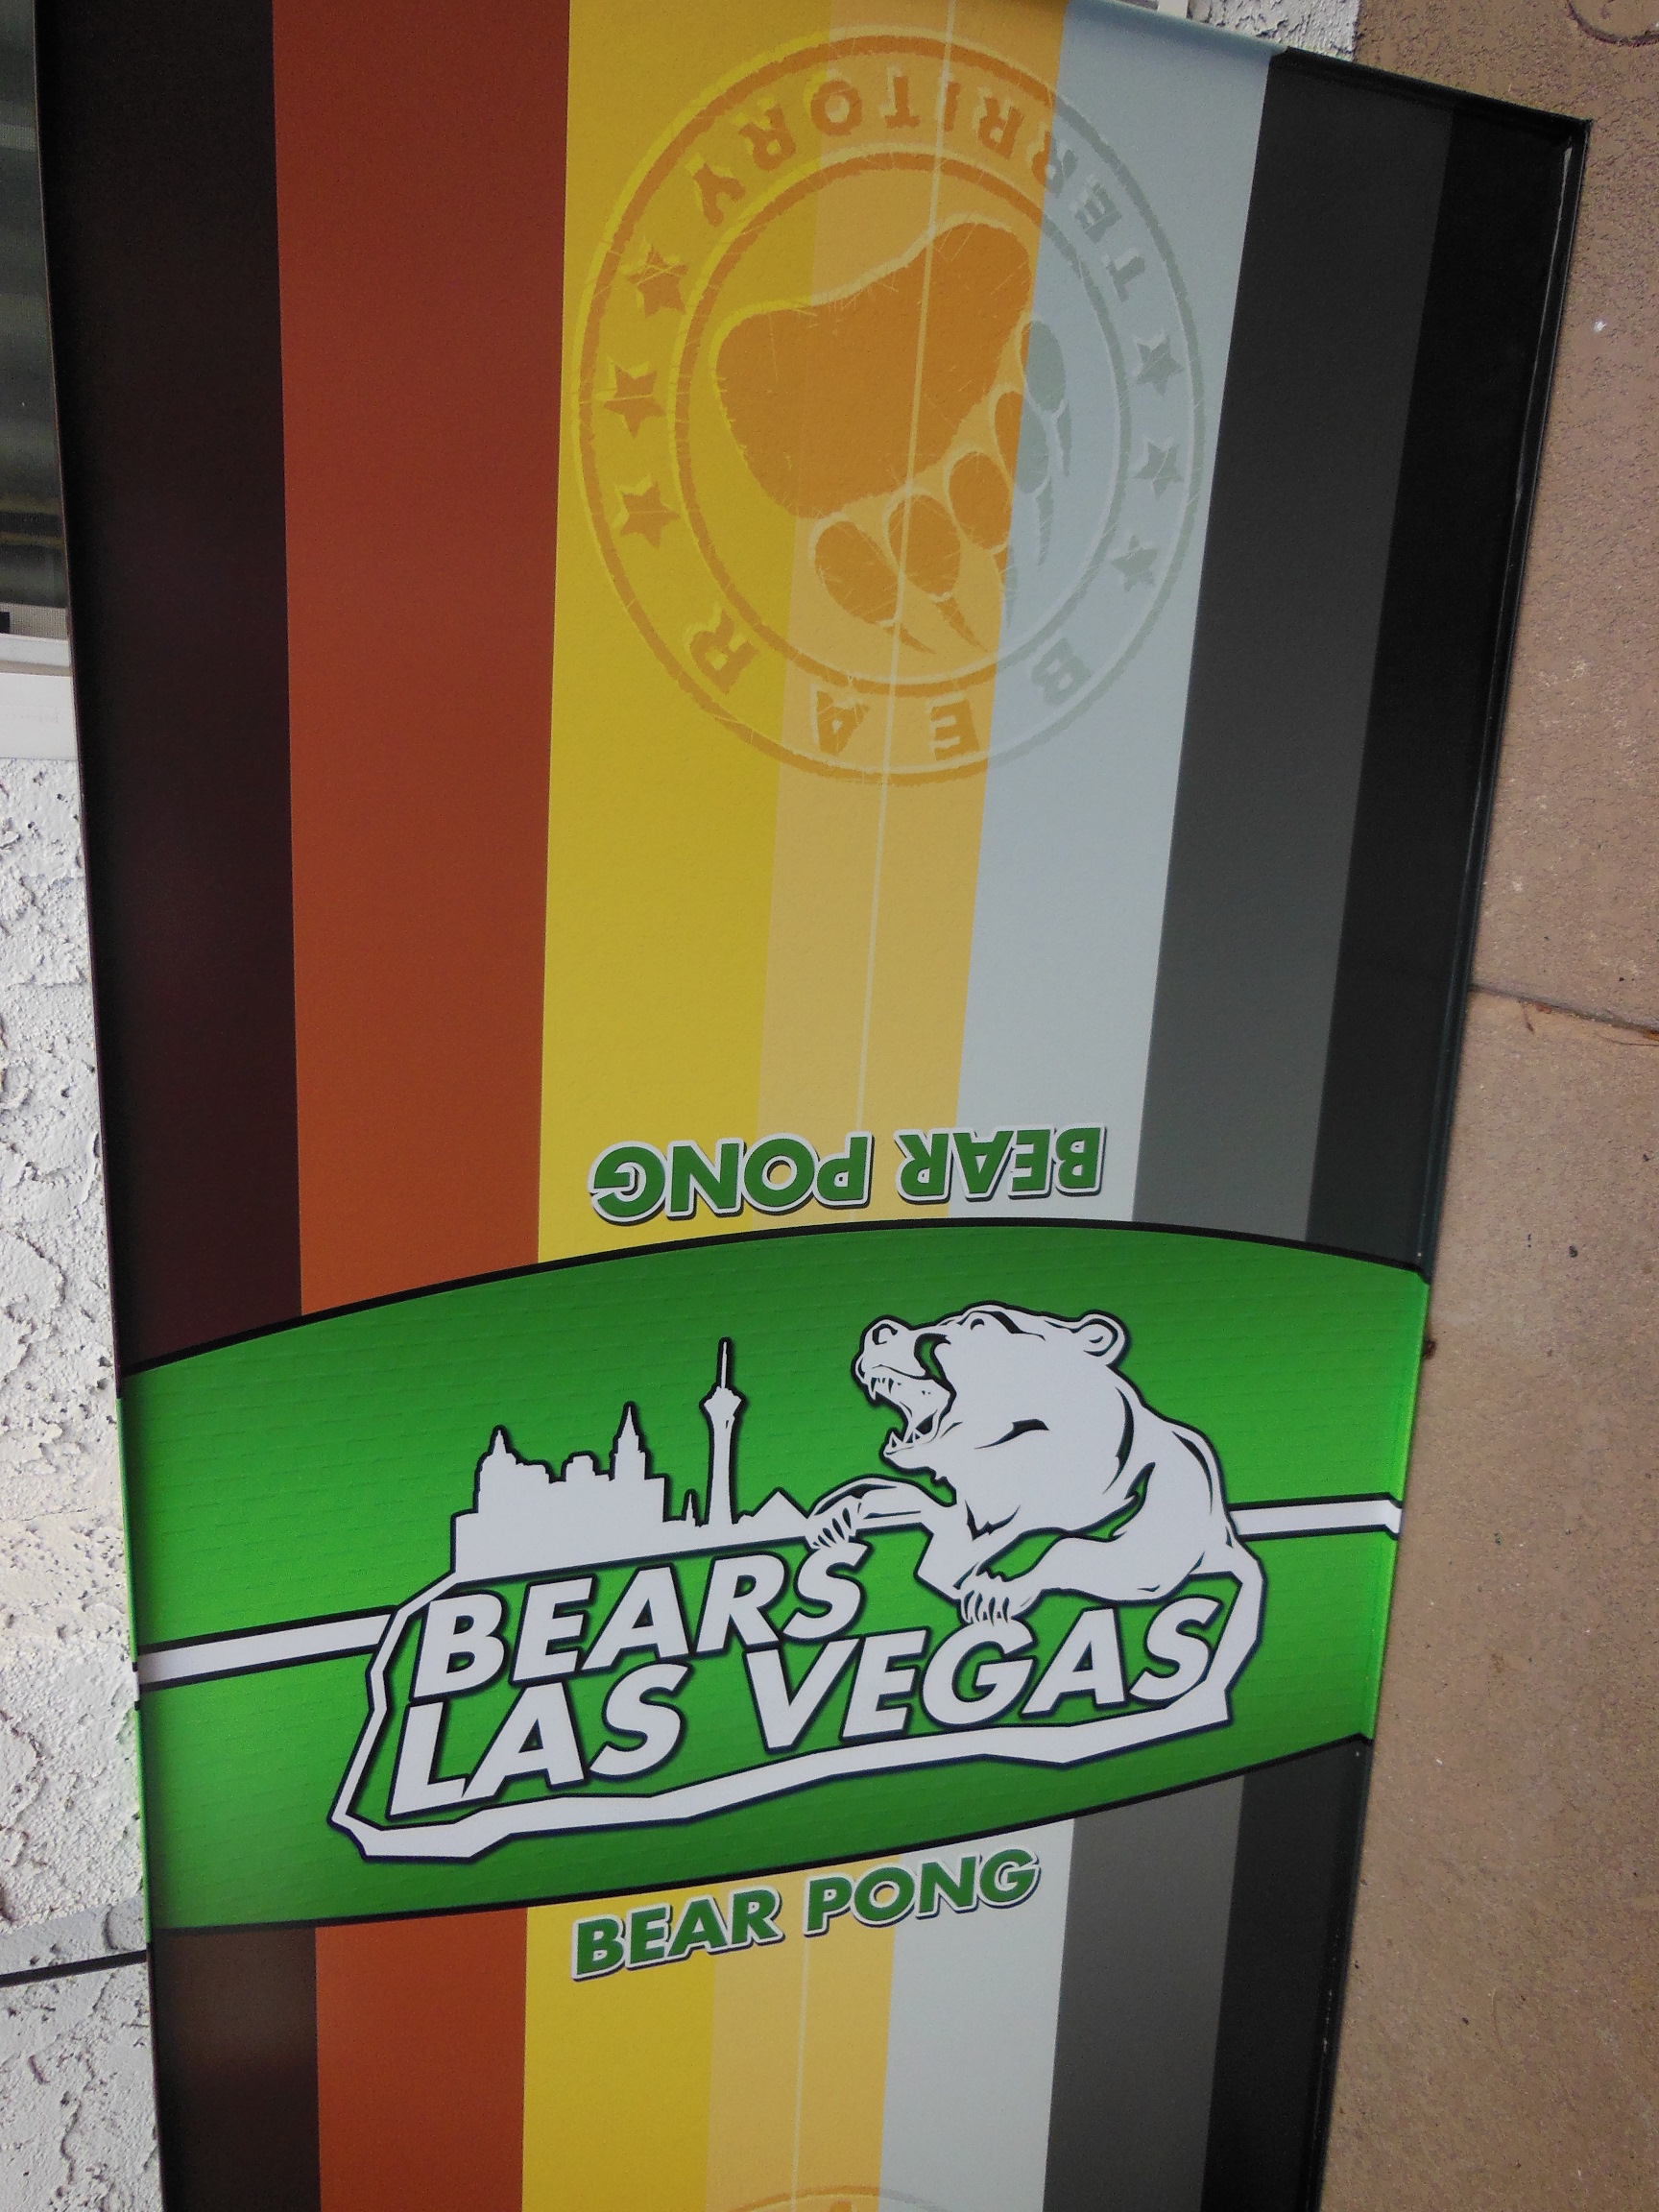 BEAR TERRITORY
BEAR PONG
BEARS
LAS VEGAS
BEAR PONG